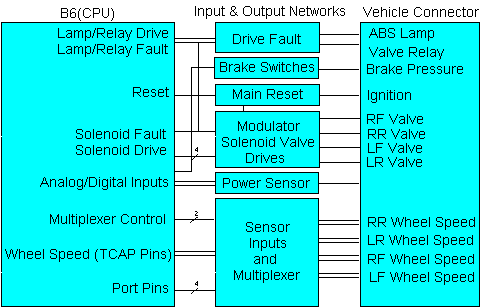 B6(CPU)
Input & Output Networks
Vehicle Connector
Lamp/Relay Drive
Lamp/Relay Fault
Reset
Solenoid Fault
Solenoid Drive
4
Analog/Digital Inputs
Multiplexer Control
2
Wheel Speed (TCAP Pins)
Port Pins
4
Drive Fault
Brake Switches
Main Reset
Modulator
Solenoid Valve
Drives
Power Sensor
Sensor
Inputs
and
Multiplexer
ABS Lamp
Valve Relay
Brake Pressure
Ignition
RF Valve
RR Valve
LF Valve
LR Valve
RR Wheel Speed
LR Wheel Speed
RF Wheel Speed
LF Wheel Speed